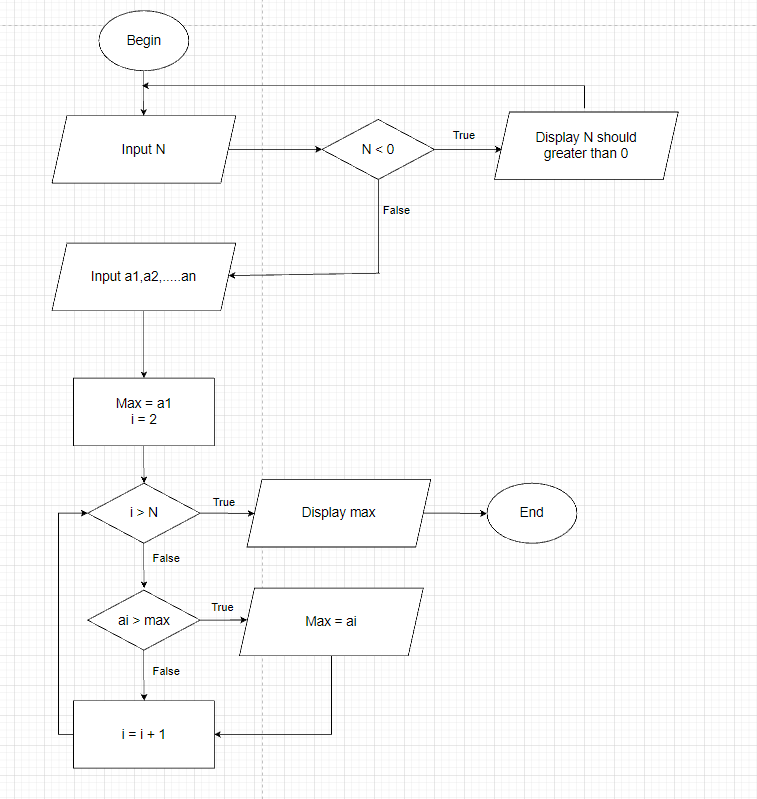 Begin
Input N
N < 0
True
Display N should
greater than 0
False
Input a1,a2,.....an
Max = a1
i = 2
i > N
True
Display max
End
False
ai > max
True
Max = ai
False
i = i + 1